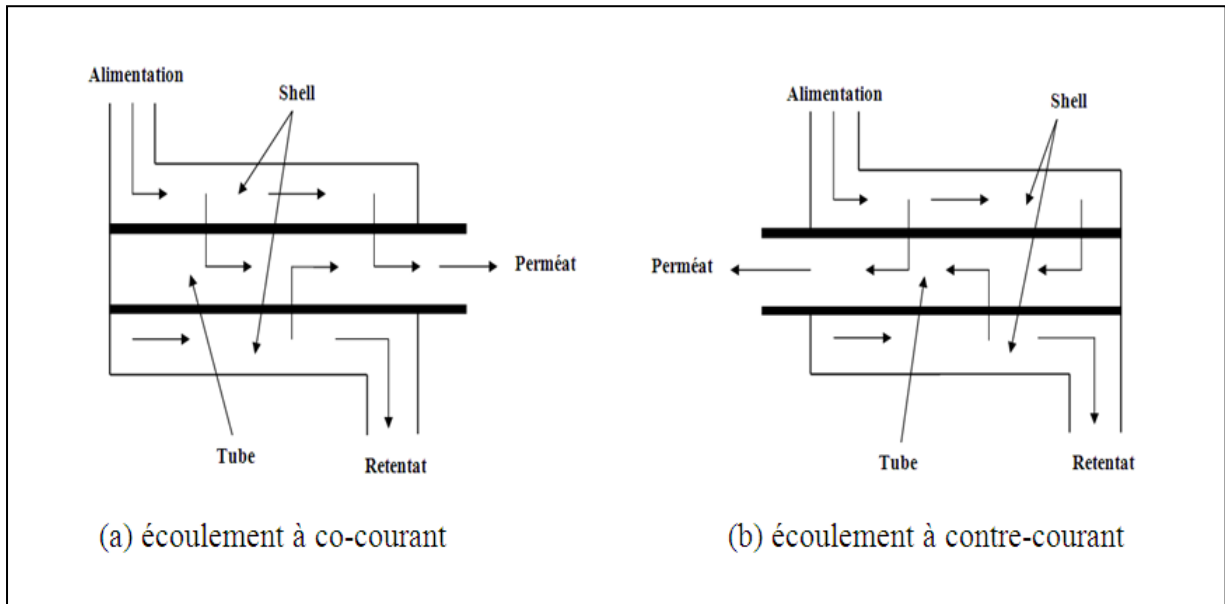 Alimentation
Shell
Perméat
Tube
Retentat
(a) écoulement à co-courant
Alimentation
Shell
Perméat
Tube
Retentat
(b) écoulement à contre-courant